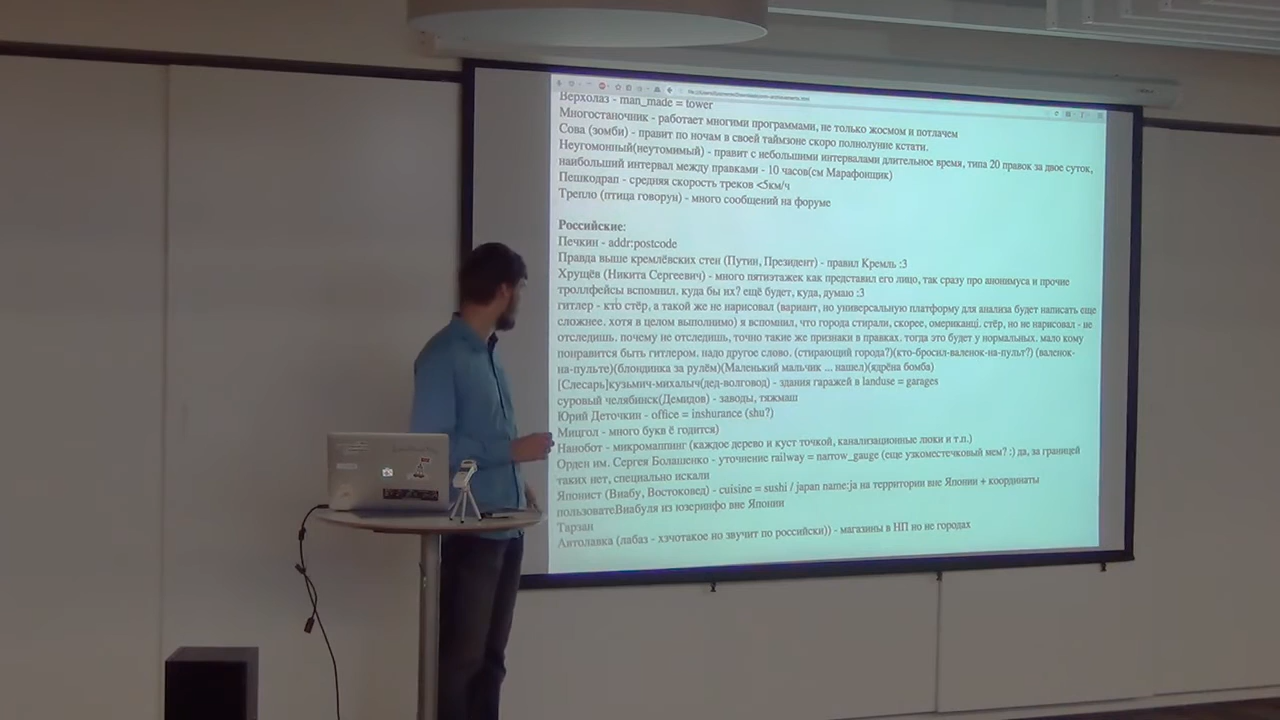 Верхолаз - man_made = tower
Многостаночник - работает многими программами, не только жосмом и потлачем
Сова (зомби) - правит по ночам в своей таймзоне скоро полнолуние кстати.
Неугомонный(неутомимый) - правит с небольшими интервалами длительное время, типа 20 правок за двое суток,
наибольший интервал между правками - 10 часов(см Марафонщик)
Пешкодрап - средняя скорость треков <5км/ч
Трепло (птица говорун) - много сообщений на форуме
Российские:
Печкин - addr:postcode
Правда выше кремлёвских стен (Путин, Президент) - правил Кремль :3
Хрущёв (Никита Сергеевич) - много пятиэтажек как представил его лицо, так сразу про анонимуса и прочие
троллфейсы вспомнил. куда бы их? ещё будет, куда, думаю :3
гитлер - кто стёр, а такой же не нарисовал (вариант, но универсальную платформу для анализа будет написать еще
сложнее. хотя в целом выполнимо) я вспомнил, что города стирали, скорее, омериканці. стёр, но не нарисовал - не
отследишь. почему не отследишь, точно такие же признаки в правках. тогда это будет у нормальных. мало кому
понравится быть гитлером. надо другое слово. (стирающий города?)(кто-бросил-валенок-на-пульт?) (валенок-
на-пульте)(блондинка за рулём)(Маленький мальчик ... нашел)(ядрёна бомба)
[Слесарь]кузьмич-михалыч(дед-волговод) - здания гаражей в landuse = garages
суровый челябинск(Демидов) - заводы, тяжмаш
Юрий Деточкин - office = inshurance (shu?)
Мицгол - много букв ё годится)
Нанобот - микромаппинг (каждое дерево и куст точкой, канализационные люки и т.п.)
Орден им. Сергея Болашенко - уточнение railway = narrow_gauge (еще узкоместечковый мем? :) да, за границей
таких нет, специально искали
Японист (Виабу, Востоковед) - cuisine = sushi / japan name:ja на территории вне Японии + координаты
пользоватеВиабуля из юзеринфо вне Японии
Тарзан
Автолавка (лабаз - хзчотакое но звучит по российски)) - магазины в НП но не городах